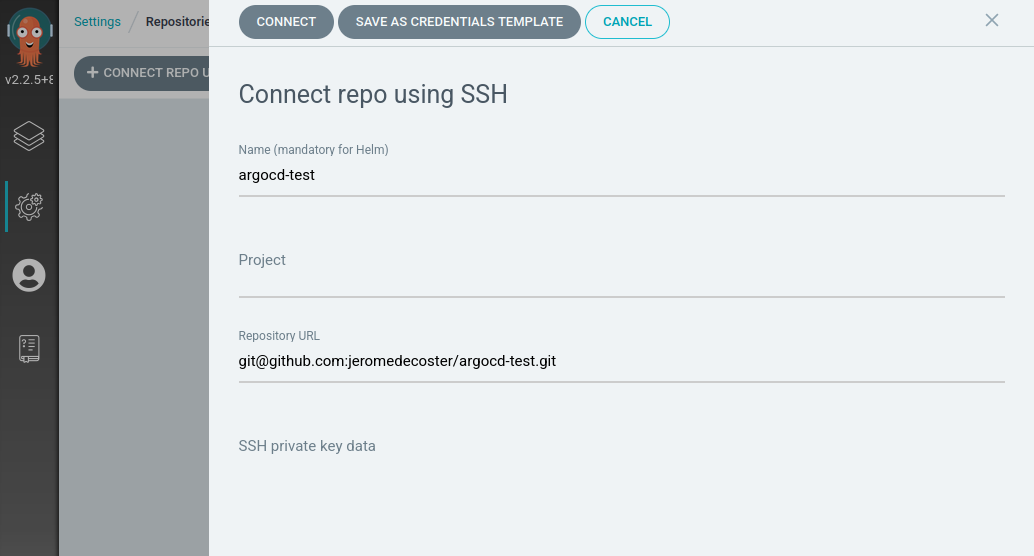 CONNECT SAVE AS CREDENTIALS TEMPLATE CANCEL
Settings / Repositorie
v2.2.5+8
+ CONNECT REPO U
Connect repo using SSH
Name (mandatory for Helm)
argocd-test
Project
Repository URL
git@github.com:jeromedecoster/argocd-test.git
SSH private key data